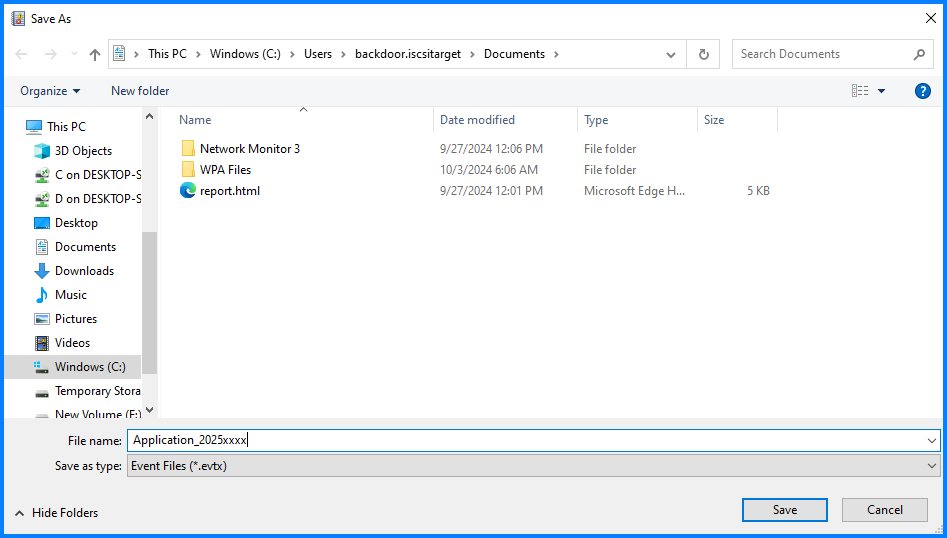 Save As
This PC > Windows (C:) > Users > backdoor.iscsitarget > Documents >
Search Documents
Organize New folder
?
Name Date modified Type Size
This PC
3D Objects
C on DESKTOP-S
D on DESKTOP-S
Desktop
Documents
Downloads
Music
Pictures
Videos
Windows (C:)
Temporary Stora
New Volume (E:)
Network Monitor 3 9/27/2024 12:06 PM File folder
WPA Files 10/3/2024 6:06 AM File folder
report.html 9/27/2024 12:01 PM Microsoft Edge H... 5 KB
File name: Application_2025xxxx
Save as type: Event Files (*.evtx)
Hide Folders
Save Cancel